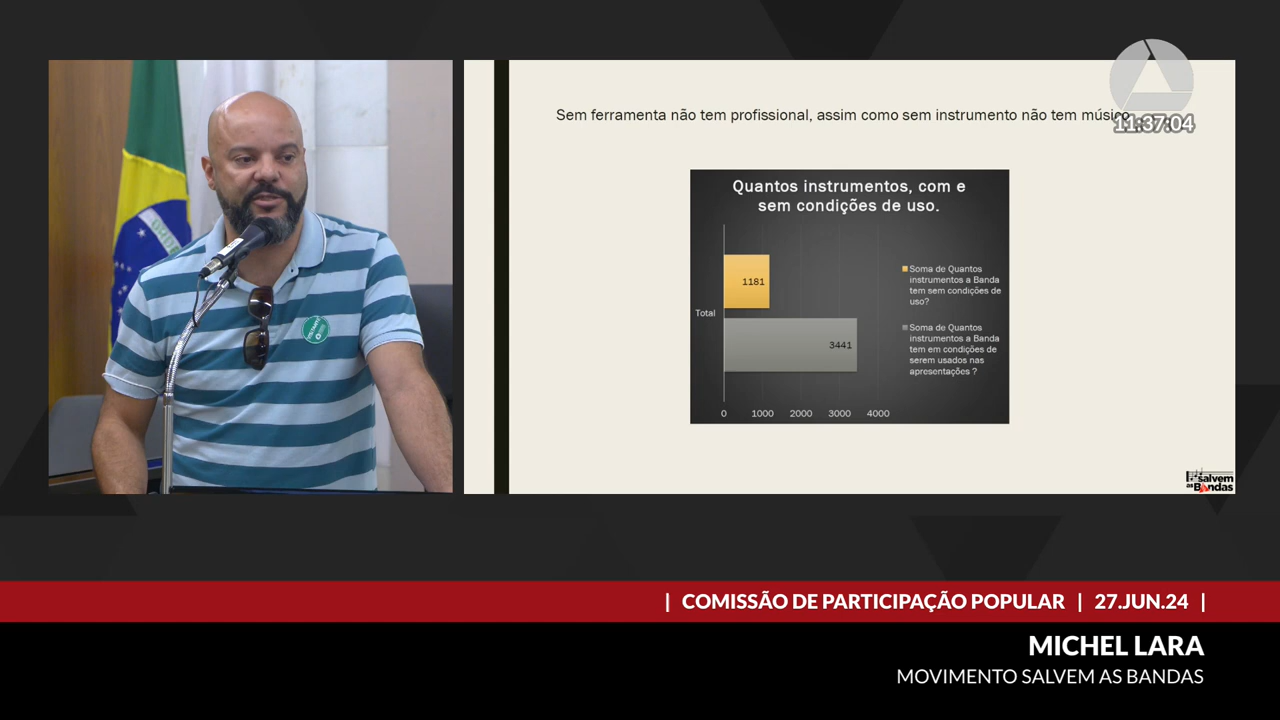 Sem ferramenta não tem profissional, assim como sem instrumento não tem músico.
11:37:04
Quantos instrumentos, com e
sem condições de uso.
1181
3441
Total
0 1000 2000 3000 4000
Soma de Quantos
instrumentos a Banda
tem sem condições de
uso?
Soma de Quantos
instrumentos a Banda
tem em condições de
serem usados nas
apresentações ?
salvem
as Bandas
| COMISSÃO DE PARTICIPAÇÃO POPULAR | 27.JUN.24 |
MICHEL LARA
MOVIMENTO SALVEM AS BANDAS